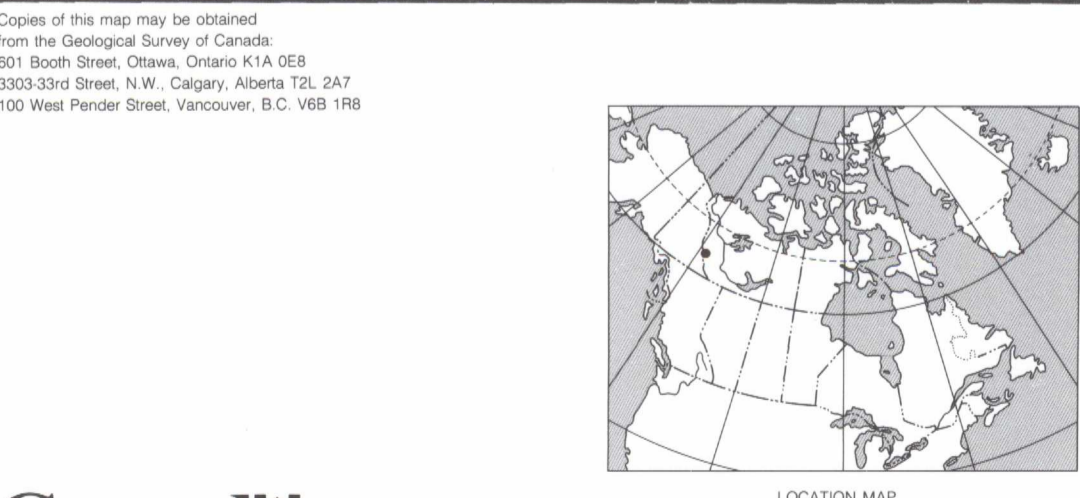 Copies of this map may be obtained
from the Geological Survey of Canada:
601 Booth Street, Ottawa, Ontario K1A 0E8
3303-33rd Street, N.W., Calgary, Alberta T2L 2A7
100 West Pender Street, Vancouver, B.C. V6B 1R8
LOCATION MAP